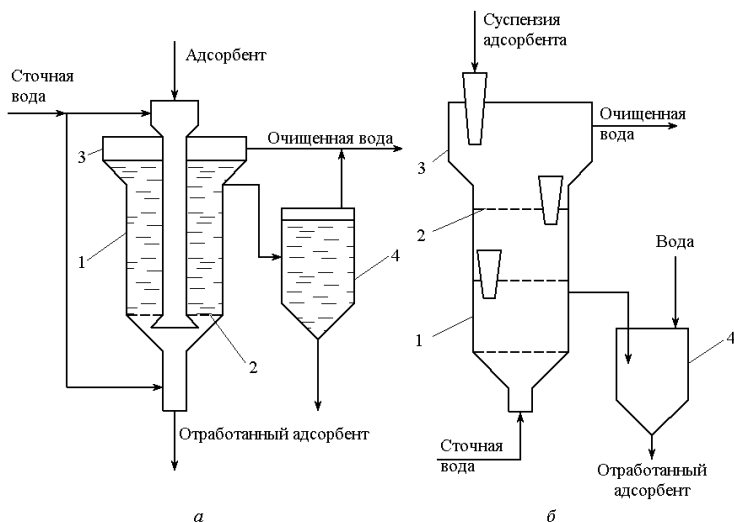 Адсорбент
Сточная
вода
Очищенная вода
3
1
4
2
Отработанный адсорбент
а
Суспензия
адсорбента
Очищенная
вода
3
2
Вода
1
4
Сточная
вода
Отработанный
адсорбент
б